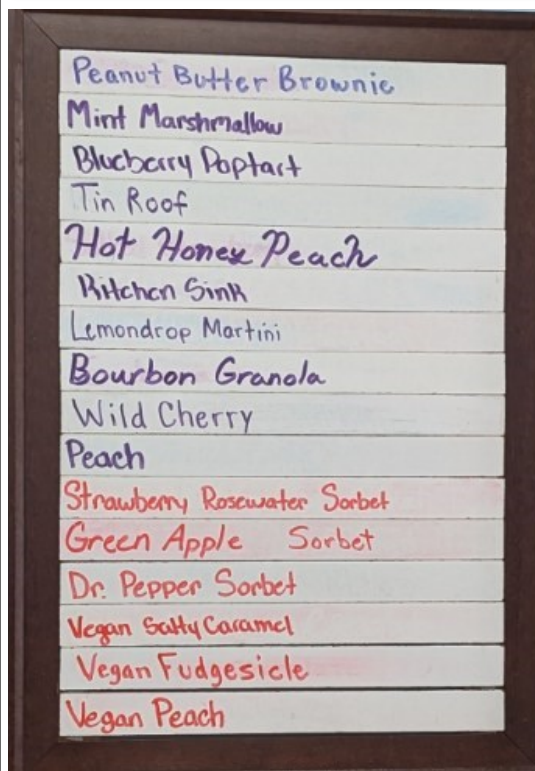 Peanut Butter Brownie
Mint Marshmallow
Blueberry Poptart
Tin Roof
Hot Honey Peach
Kitchen Sink
Lemondrop Martini
Bourbon Granola
Wild Cherry
Peach
Strawberry Rosewater Sorbet
Green Apple Sorbet
Dr. Pepper Sorbet
Vegan Salty Caramel
Vegan Fudgesicle
Vegan Peach